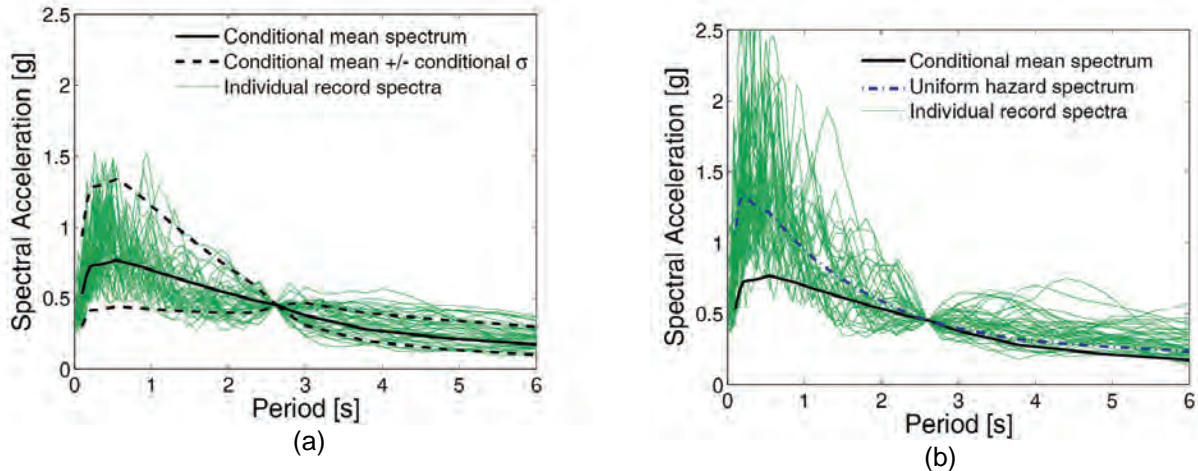 2.5
2
1.5
1
0.5
0
Spectral Acceleration [g]
Conditional mean spectrum
Conditional mean +/- conditional σ
Individual record spectra
0 1 2 3 4 5 6
Period [s]
(a)
2.5
2
1.5
1
0.5
0
Spectral Acceleration [g]
Conditional mean spectrum
Uniform hazard spectrum
Individual record spectra
0 1 2 3 4 5 6
Period [s]
(b)